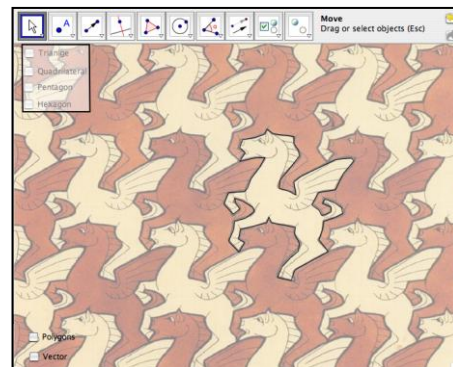 Move
Drag or select objects (Esc)
Triangle
Quadrilateral
Pentagon
Hexagon
Polygons
Vector